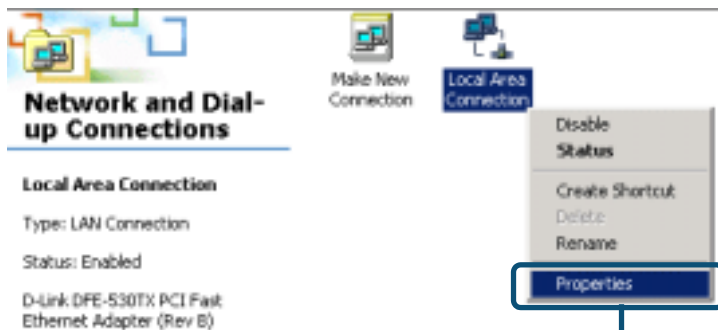 Make New
Connection
Local Area
Connection
Network and Dial-
up Connections
Local Area Connection
Type: LAN Connection
Status: Enabled
D-Link DFE-530TX PCI Fast
Ethernet Adapter (Rev B)
Disable
Status
Create Shortcut
Delete
Rename
Properties